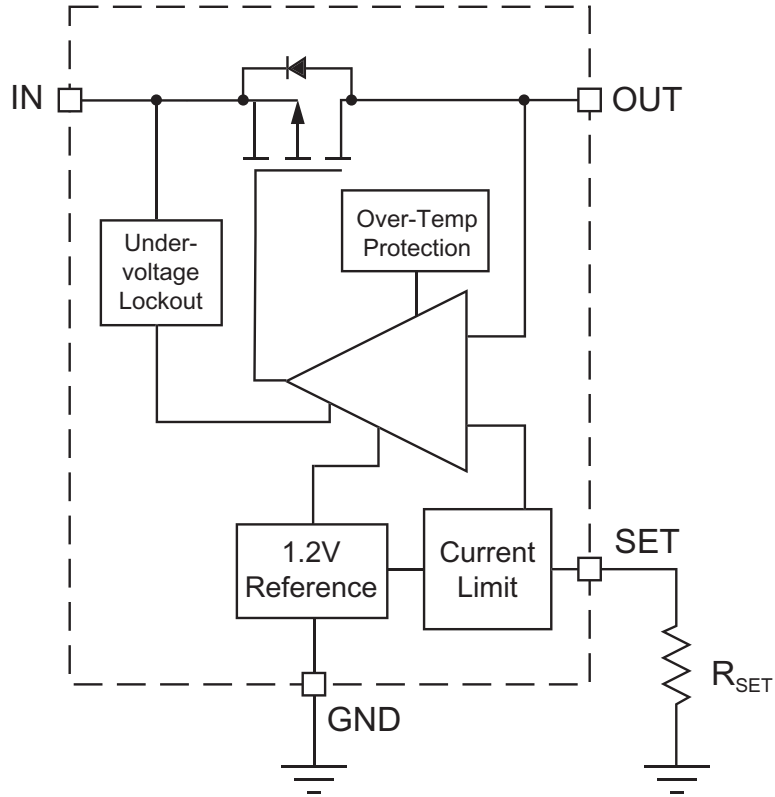 IN
OUT
Under-
voltage
Lockout
Over-Temp
Protection
1.2V
Reference
Current
Limit
SET
GND
RSET